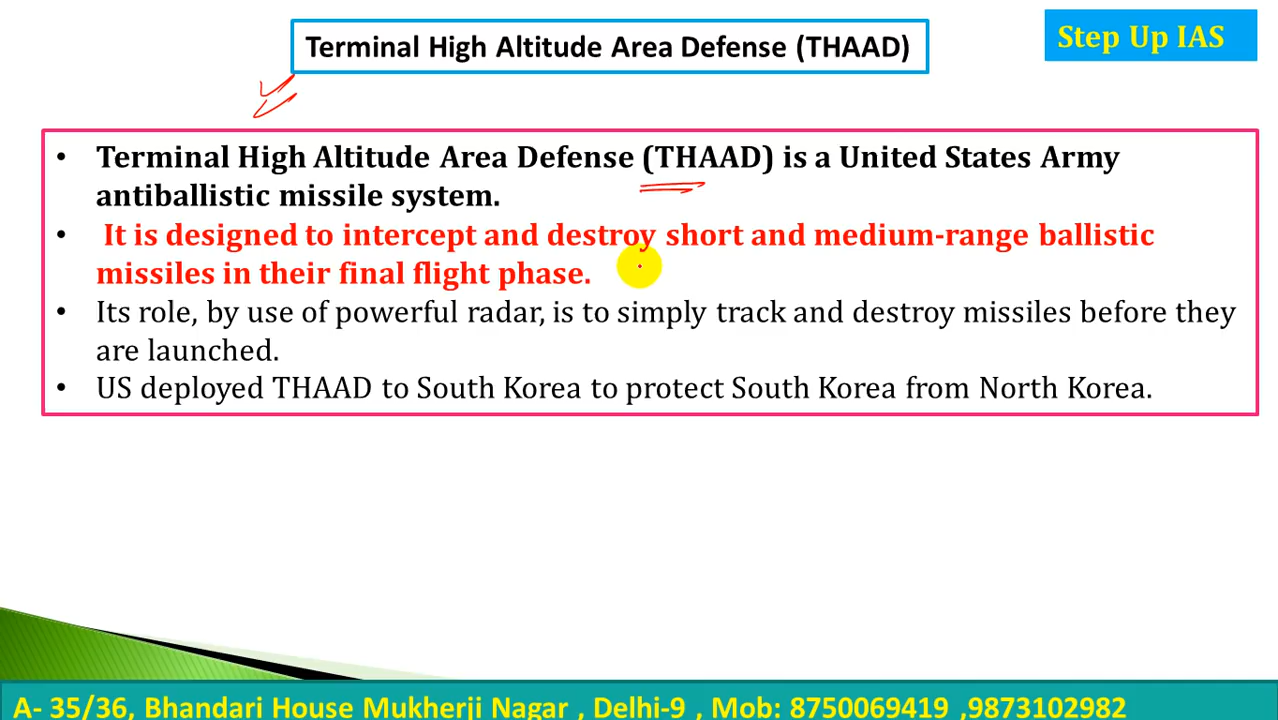 Terminal High Altitude Area Defense (THAAD)
Step Up IAS
• Terminal High Altitude Area Defense (THAAD) is a United States Army
antiballistic missile system.
• It is designed to intercept and destroy short and medium-range ballistic
missiles in their final flight phase.
• Its role, by use of powerful radar, is to simply track and destroy missiles before they
are launched.
• US deployed THAAD to South Korea to protect South Korea from North Korea.
A- 35/36, Bhandari House Mukherji Nagar , Delhi-9 , Mob: 8750069419 ,9873102982